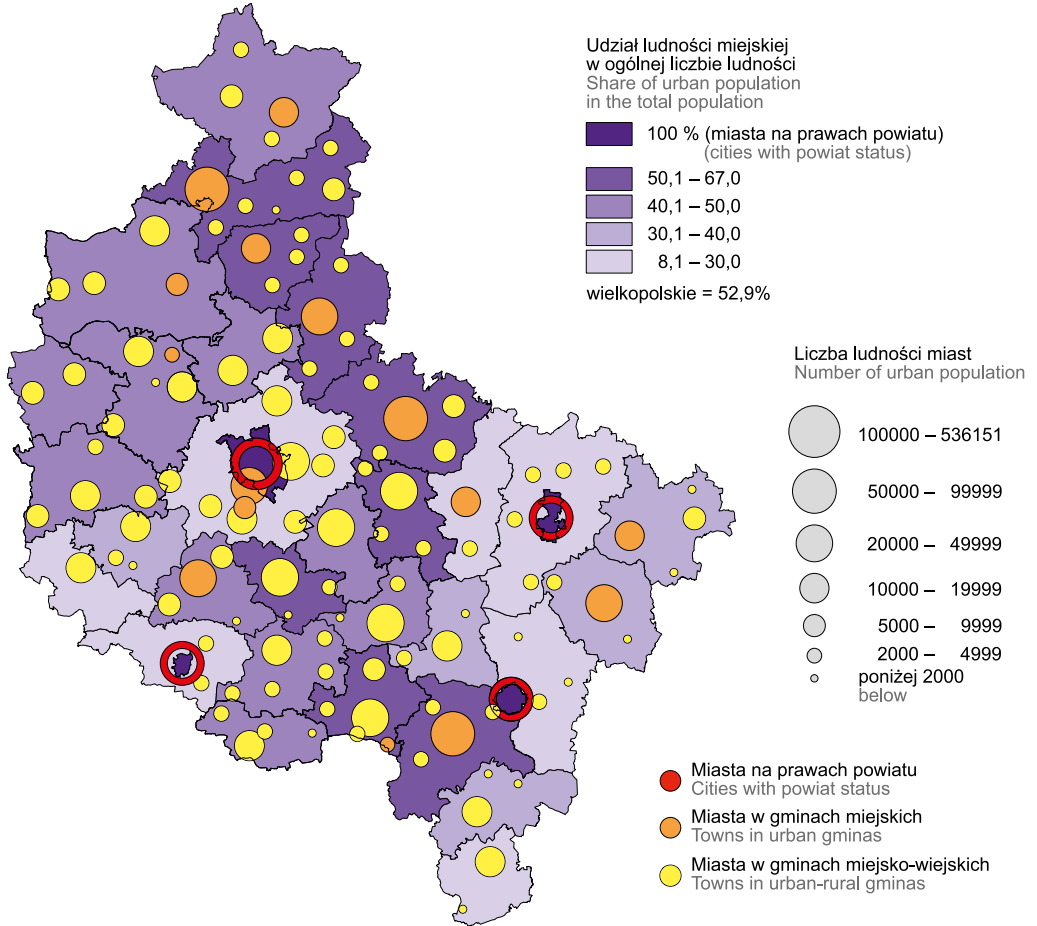 Udział ludności miejskiej
w ogólnej liczbie ludności
Share of urban population
in the total population
100 % (miasta na prawach powiatu)
(cities with powiat status)
50,1 – 67,0
40,1 – 50,0
30,1 – 40,0
8,1 – 30,0
wielkopolskie = 52,9%
Liczba ludności miast
Number of urban population
100000 – 536151
50000 – 99999
20000 – 49999
10000 – 19999
5000 – 9999
2000 – 4999
poniżej 2000
below
Miasta na prawach powiatu
Cities with powiat status
Miasta w gminach miejskich
Towns in urban gminas
Miasta w gminach miejsko-wiejskich
Towns in urban-rural gminas